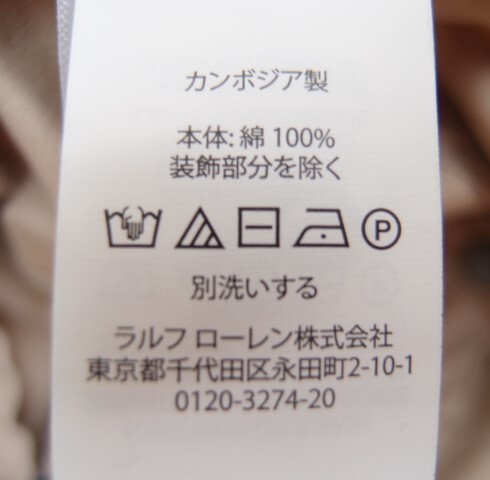 カンボジア製
本体: 綿 100%
装飾部分を除く
P
別洗いする
ラルフ ローレン株式会社
東京都千代田区永田町2-10-1
0120-3274-20